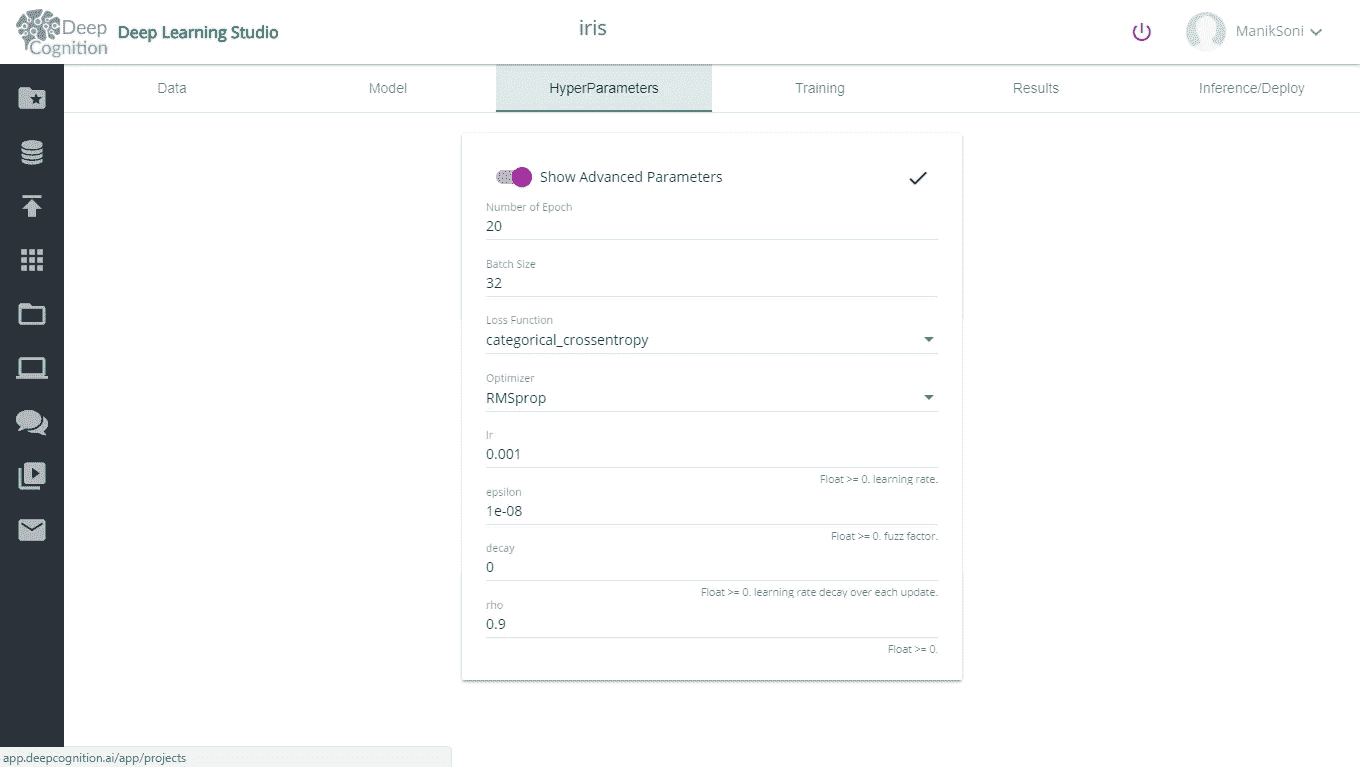 Deep
Cognition
Deep Learning Studio
iris
ManikSoni
Data
Model
HyperParameters
Training
Results
Inference/Deploy
Show Advanced Parameters
Number of Epoch
20
Batch Size
32
Loss Function
categorical_crossentropy
Optimizer
RMSprop
lr
0.001
Float >= 0. learning rate.
epsilon
1e-08
Float >= 0. fuzz factor.
decay
0
Float >= 0. learning rate decay over each update.
rho
0.9
Float >= 0.
app.deepcognition.ai/app/projects